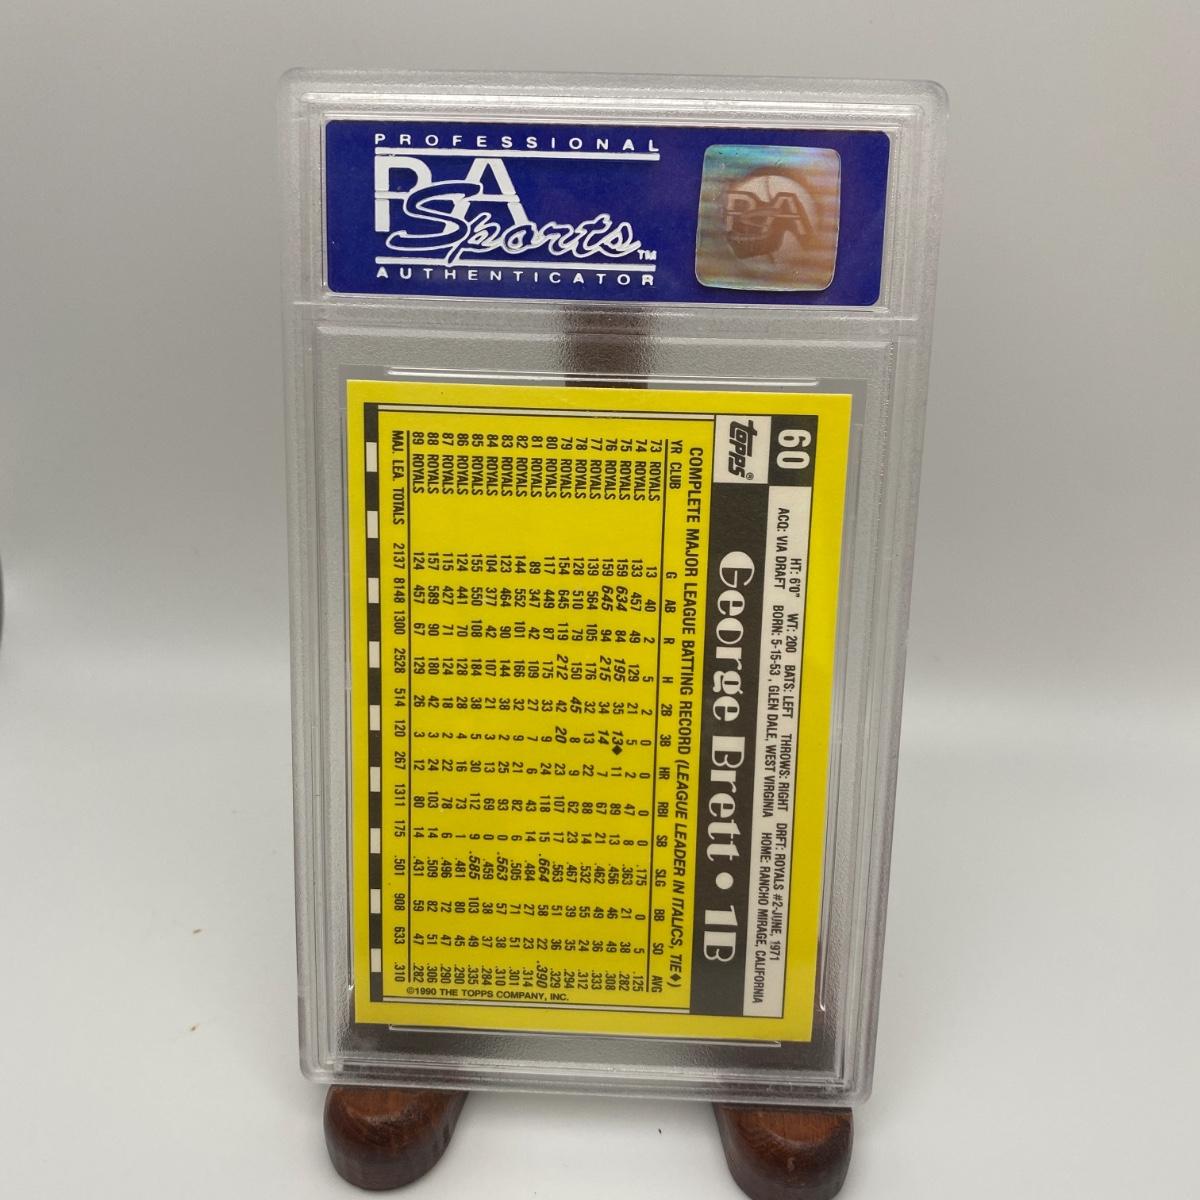 PROFESSIONAL
PA
Sports™
AUTHENTICATOR
PA
60
HT: 6'0" WT: 200 BATS: LEFT THROWS: RIGHT DRFT: ROYALS #2-JUNE, 1971
ACQ: VIA DRAFT BORN: 5-15-53, GLEN DALE, WEST VIRGINIA HOME: RANCHO MIRAGE, CALIFORNIA
topps®
George Brett • 1B
COMPLETE MAJOR LEAGUE BATTING RECORD (LEAGUE LEADER IN ITALICS, TIE♦)
YR CLUB G AB R H 2B 3B HR RBI SB SLG BB SO AVG
73 ROYALS 13 40 2 5 2 0 0 0 0 .175 0 5 .125
74 ROYALS 133 457 49 129 21 5 2 47 8 .363 21 38 .282
75 ROYALS 159 634 84 195 35 13♦ 11 89 13 .456 46 49 .308
76 ROYALS 159 645 94 215 34 14 7 67 21 .462 49 36 .333
77 ROYALS 139 564 105 176 32 13 22 88 14 .532 55 24 .312
78 ROYALS 128 510 79 150 45 8 9 62 23 .467 39 35 .294
79 ROYALS 154 645 119 212 42 20 23 107 17 .563 51 36 .329
80 ROYALS 117 449 87 175 33 9 24 118 15 .664 58 22 .390
81 ROYALS 89 347 42 109 27 7 6 43 14 .484 27 23 .314
82 ROYALS 144 552 101 166 32 9 21 82 6 .505 71 51 .301
83 ROYALS 123 464 90 144 38 2 25 93 0 .563 57 38 .310
84 ROYALS 104 377 42 107 21 3 13 69 0 .459 38 37 .284
85 ROYALS 155 550 108 184 38 5 30 112 9 .585 103 49 .335
86 ROYALS 124 441 70 128 28 4 16 73 1 .481 80 45 .290
87 ROYALS 115 427 71 124 18 2 22 78 6 .496 72 47 .290
88 ROYALS 157 589 90 180 42 3 24 103 14 .509 82 51 .306
89 ROYALS 124 457 67 129 26 3 12 80 14 .431 59 47 .282
MAJ. LEA. TOTALS 2137 8148 1300 2528 514 120 267 1311 175 .501 908 633 .310
©1990 THE TOPPS COMPANY, INC.